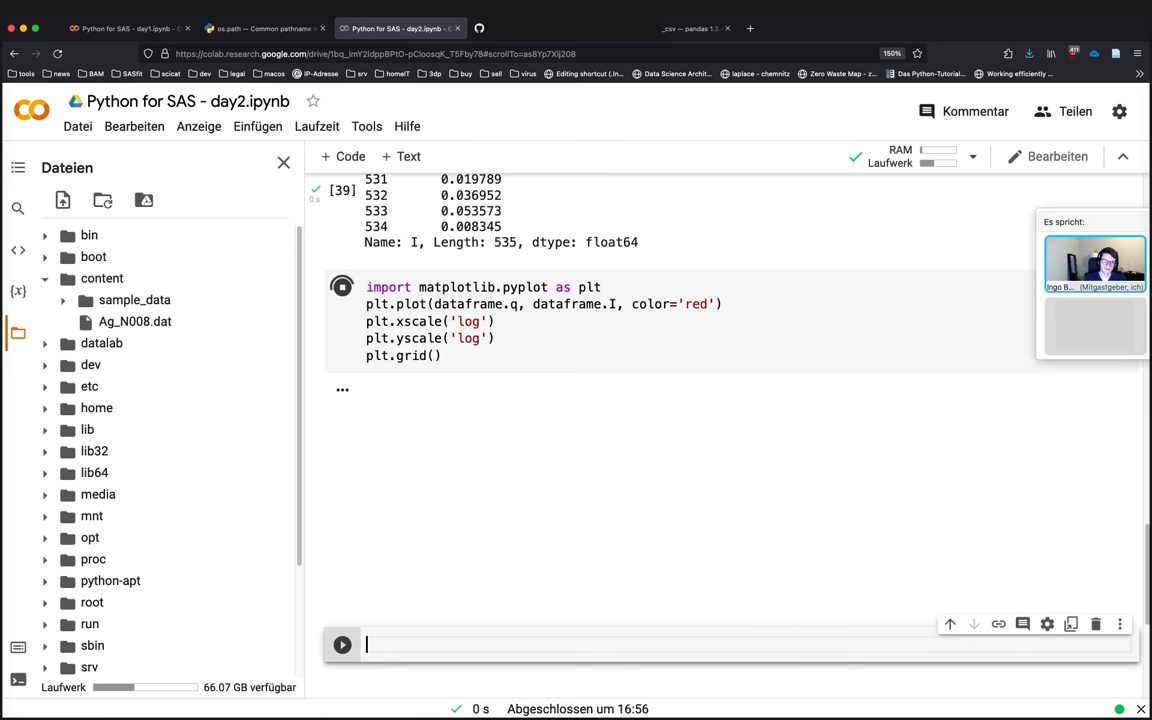 Python for SAS - day1.ipynb - C
os.path — Common pathname
Python for SAS - day2.ipynb - C
_csv — pandas 1.3.
https://colab.research.google.com/drive/1bq_imY2ldppBPtO-pCloosqK_T5Fby78#scrollTo=as8Yp7Xij208
150%
411
tools
news
BAM
SASfit
scicat
dev
legal
macos
IP-Adresse
srv
homeIT
3dp
buy
sell
virus
Editing shortcut (.In...
Data Science Archit...
laplace - chemnitz
Zero Waste Map - z...
Das Python-Tutorial...
Working efficiently ...
Python for SAS - day2.ipynb
Kommentar
Teilen
Datei Bearbeiten Anzeige Einfügen Laufzeit Tools Hilfe
Dateien
+ Code + Text
RAM
Laufwerk
Bearbeiten
bin
boot
content
sample_data
Ag_N008.dat
datalab
dev
etc
home
lib
lib32
lib64
media
mnt
opt
proc
python-apt
root
run
sbin
srv
Laufwerk
66.07 GB verfügbar
[39]
0 s
531 0.019789
532 0.036952
533 0.053573
534 0.008345
Name: I, Length: 535, dtype: float64
import matplotlib.pyplot as plt
plt.plot(dataframe.q, dataframe.I, color='red')
plt.xscale('log')
plt.yscale('log')
plt.grid()
...
Es spricht:
Ingo B... (Mitgastgeber, ich)
0 s Abgeschlossen um 16:56